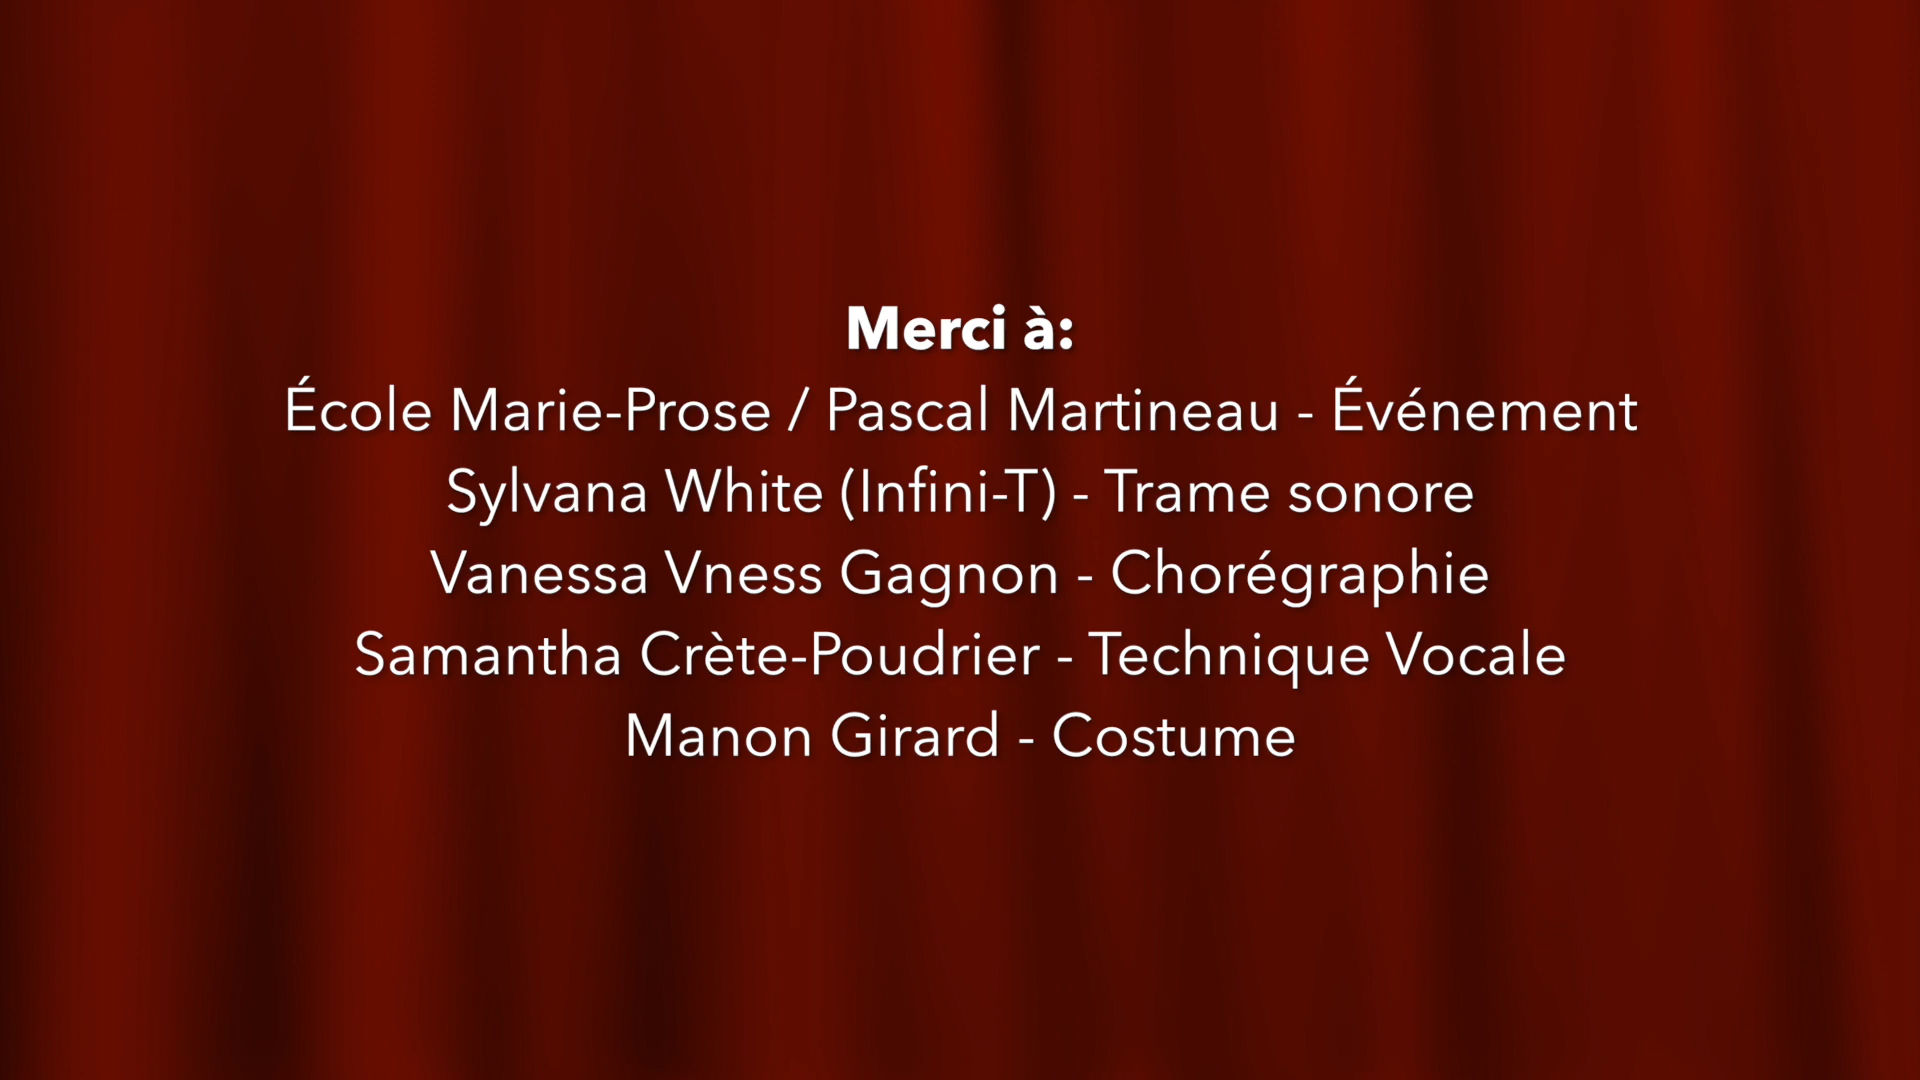 Merci à:
École Marie-Prose / Pascal Martineau - Événement
Sylvana White (Infini-T) - Trame sonore
Vanessa Vness Gagnon - Chorégraphie
Samantha Crète-Poudrier - Technique Vocale
Manon Girard - Costume